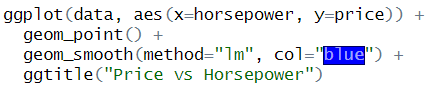 ggplot(data, aes(x=horsepower, y=price)) +
  geom_point() +
  geom_smooth(method="lm", col="blue") +
  ggtitle("Price vs Horsepower")